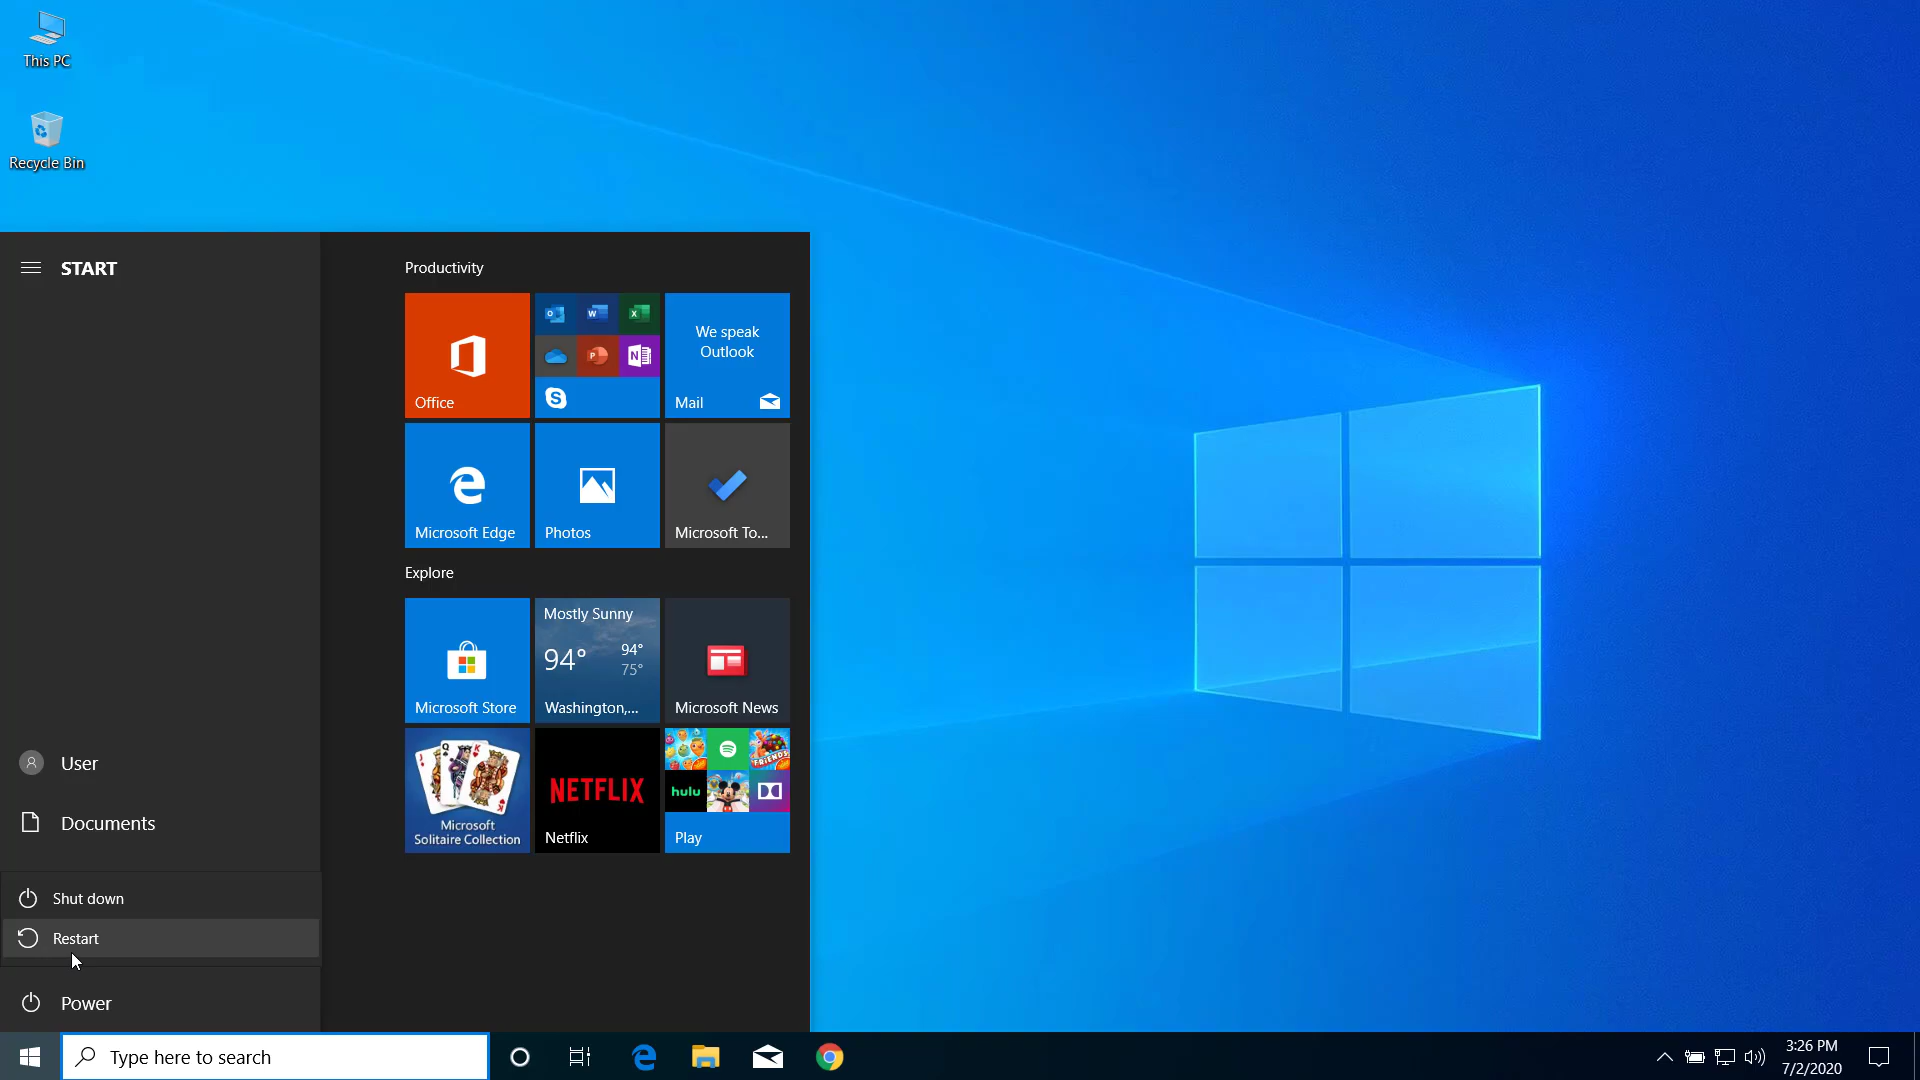 This PC
Recycle Bin
START
Productivity
Office
We speak
Outlook
Mail
Microsoft Edge
Photos
Microsoft To...
Explore
Microsoft Store
Mostly Sunny
94°
94°
75°
Washington,...
Microsoft News
Microsoft
Solitaire Collection
NETFLIX
Netflix
FRIENDS
hulu
Play
User
Documents
Shut down
Restart
Power
Type here to search
3:26 PM
7/2/2020